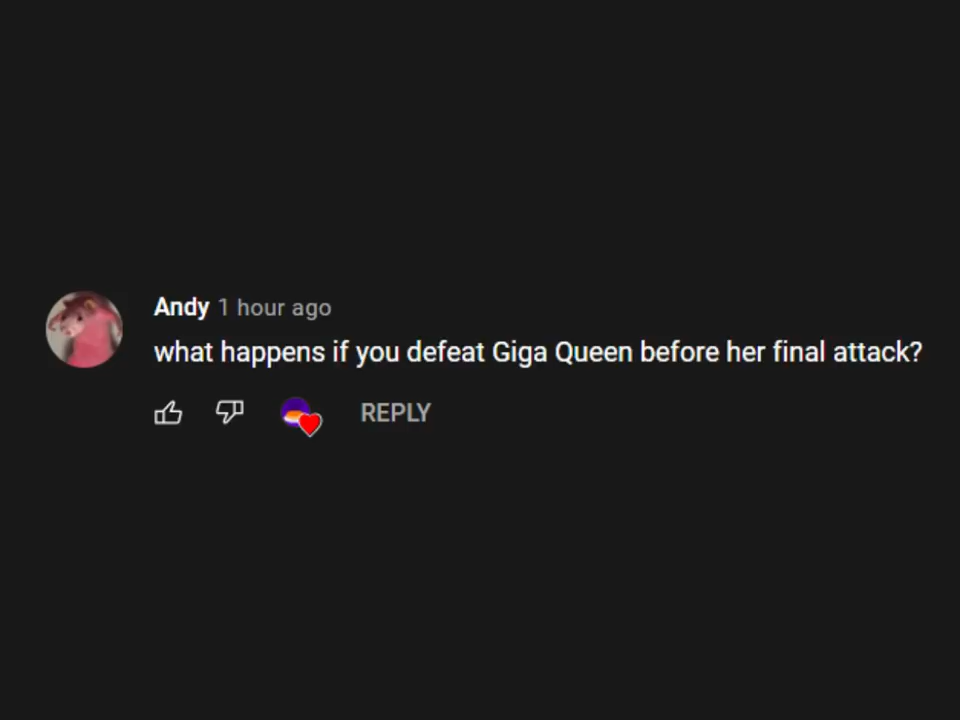 Andy 1 hour ago
what happens if you defeat Giga Queen before her final attack?
REPLY